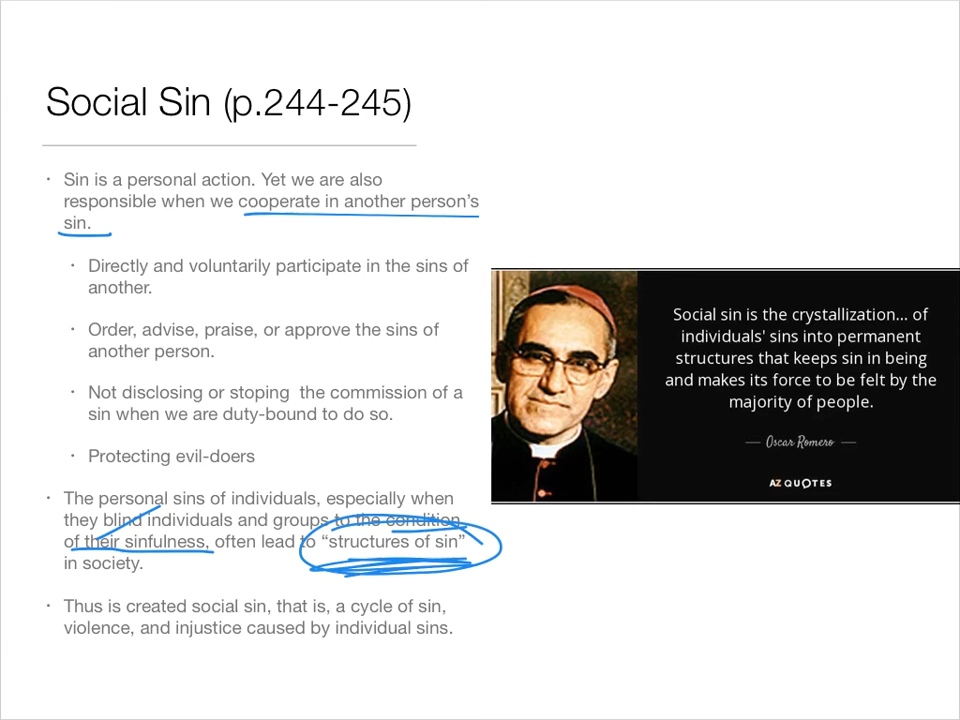 Social Sin (p.244-245)
· Sin is a personal action. Yet we are also
responsible when we cooperate in another person's
sin.
· Directly and voluntarily participate in the sins of
another.
· Order, advise, praise, or approve the sins of
another person.
· Not disclosing or stoping the commission of a
sin when we are duty-bound to do so.
· Protecting evil-doers
· The personal sins of individuals, especially when
they blind individuals and groups to the condition
of their sinfulness, often lead to “structures of sin”
in society.
· Thus is created social sin, that is, a cycle of sin,
violence, and injustice caused by individual sins.
Social sin is the crystallization... of
individuals' sins into permanent
structures that keeps sin in being
and makes its force to be felt by the
majority of people.
— Oscar Romero —
AZ QUOTES